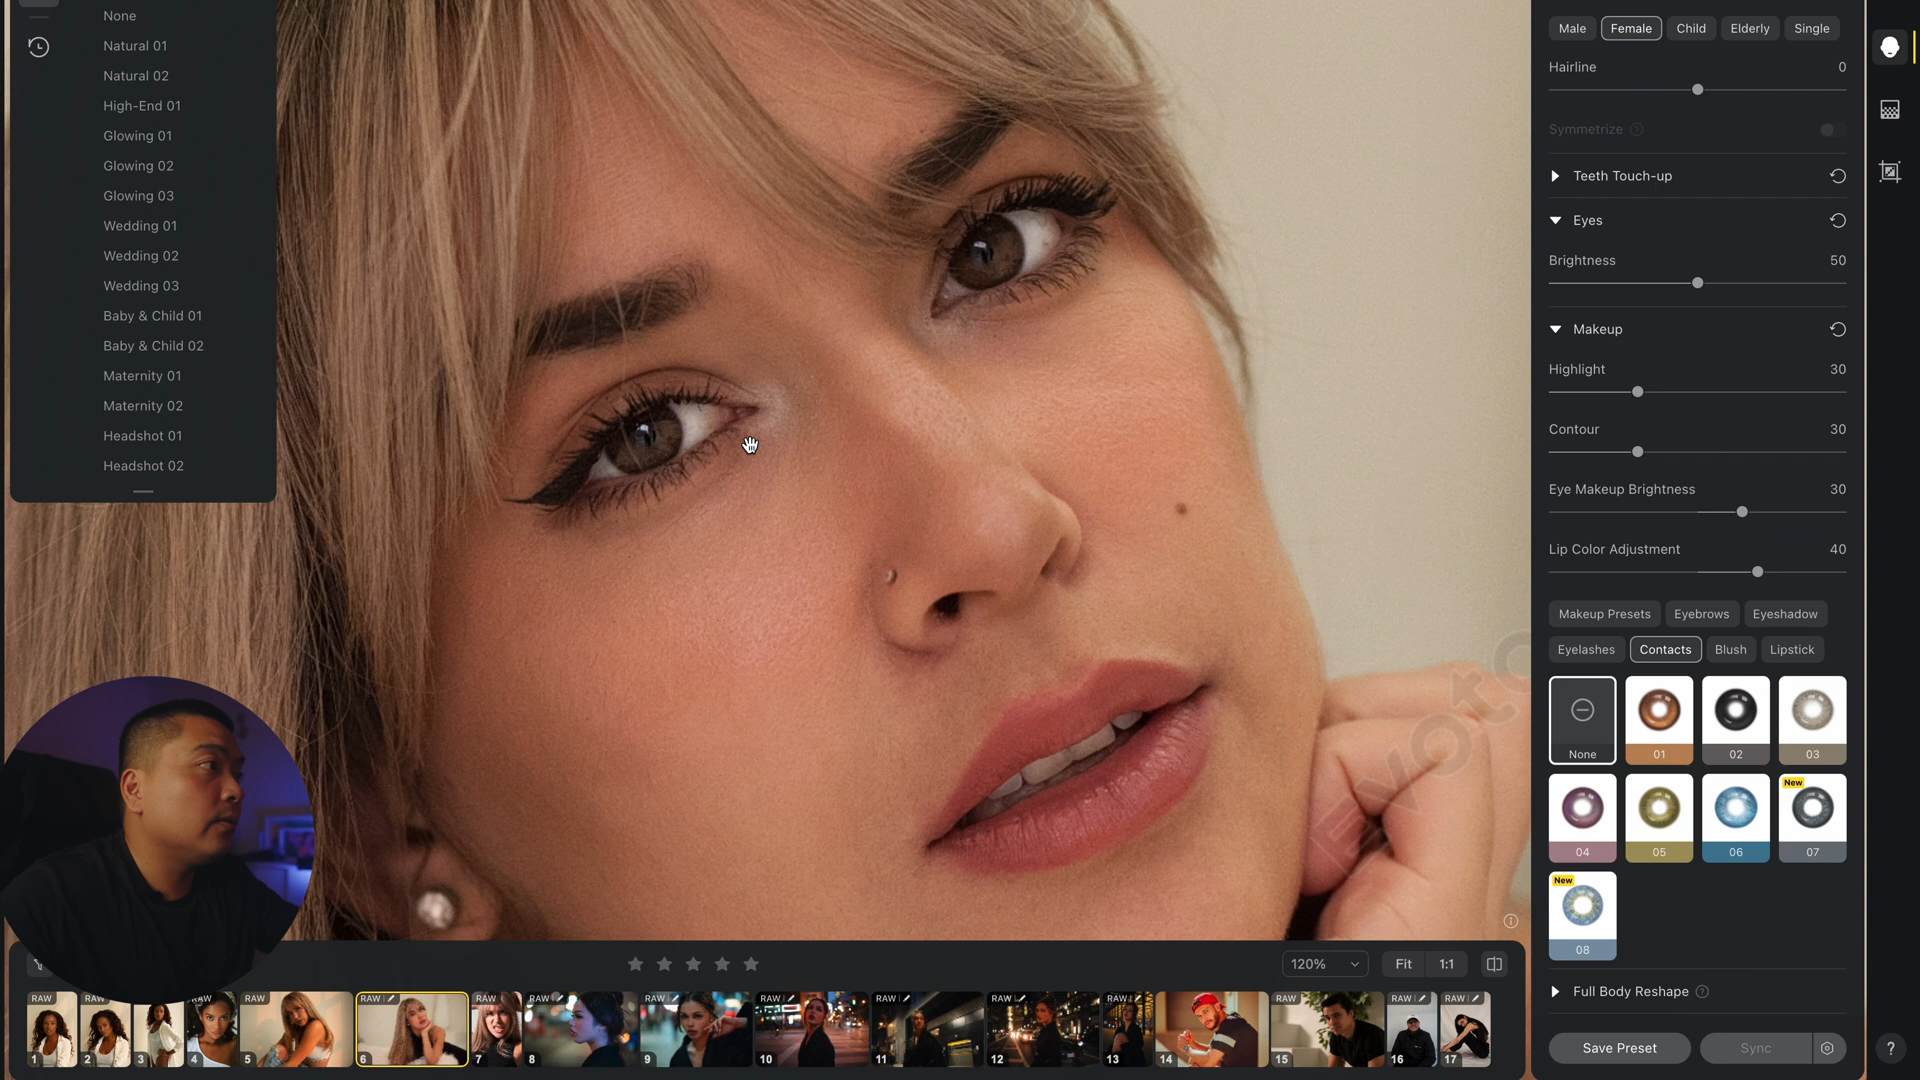 None
Natural 01
Natural 02
High-End 01
Glowing 01
Glowing 02
Glowing 03
Wedding 01
Wedding 02
Wedding 03
Baby & Child 01
Baby & Child 02
Maternity 01
Maternity 02
Headshot 01
Headshot 02
Evoto
Male Female Child Elderly Single
Hairline 0
Symmetrize ?
Teeth Touch-up
Eyes
Brightness 50
Makeup
Highlight 30
Contour 30
Eye Makeup Brightness 30
Lip Color Adjustment 40
Makeup Presets Eyebrows Eyeshadow
Eyelashes Contacts Blush Lipstick
None 01 02 03
New
04 05 06 07
New
08
Full Body Reshape ?
Save Preset Sync ?
120% Fit 1:1
RAW RAW RAW RAW RAW RAW RAW RAW RAW RAW RAW RAW RAW RAW RAW RAW
1 2 3 4 5 6 7 8 9 10 11 12 13 14 15 16 17